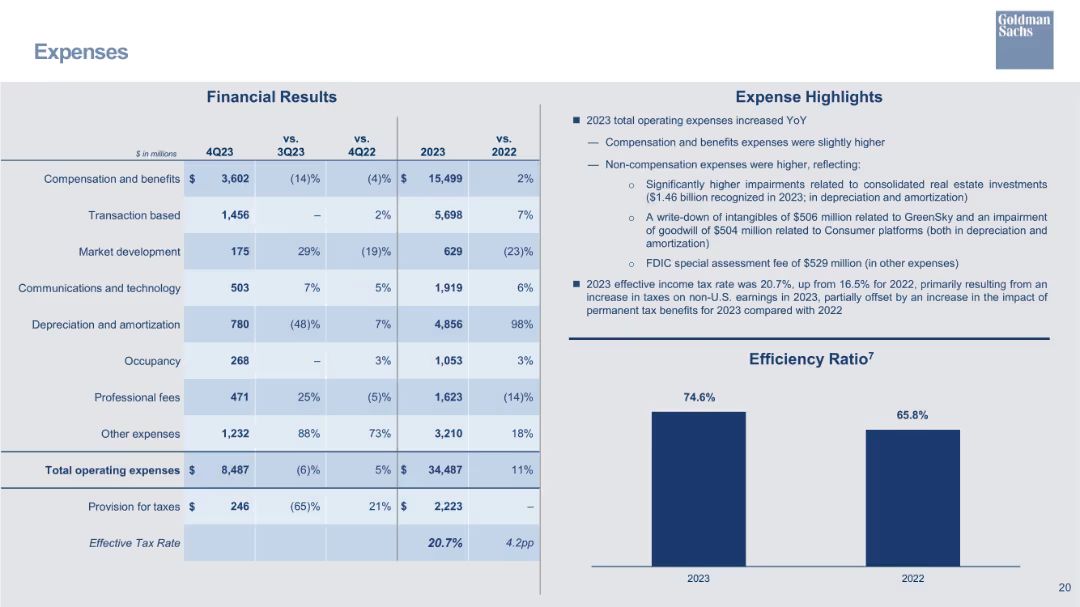 Goldman
Sachs
Expenses
Financial Results
$ in millions 4Q23 vs. 3Q23 vs. 4Q22 2023 vs. 2022
Compensation and benefits $ 3,602 (14)% (4)% $ 15,499 2%
Transaction based 1,456 – 2% 5,698 7%
Market development 175 29% (19)% 629 (23)%
Communications and technology 503 7% 5% 1,919 6%
Depreciation and amortization 780 (48)% 7% 4,856 98%
Occupancy 268 – 3% 1,053 3%
Professional fees 471 25% (5)% 1,623 (14)%
Other expenses 1,232 88% 73% 3,210 18%
Total operating expenses $ 8,487 (6)% 5% $ 34,487 11%
Provision for taxes $ 246 (65)% 21% $ 2,223 –
Effective Tax Rate 20.7% 4.2pp
Expense Highlights
■ 2023 total operating expenses increased YoY
— Compensation and benefits expenses were slightly higher
— Non-compensation expenses were higher, reflecting:
o Significantly higher impairments related to consolidated real estate investments
($1.46 billion recognized in 2023; in depreciation and amortization)
o A write-down of intangibles of $506 million related to GreenSky and an impairment
of goodwill of $504 million related to Consumer platforms (both in depreciation and
amortization)
o FDIC special assessment fee of $529 million (in other expenses)
■ 2023 effective income tax rate was 20.7%, up from 16.5% for 2022, primarily resulting from an
increase in taxes on non-U.S. earnings in 2023, partially offset by an increase in the impact of
permanent tax benefits for 2023 compared with 2022
Efficiency Ratio7
74.6%
65.8%
2023
2022
20